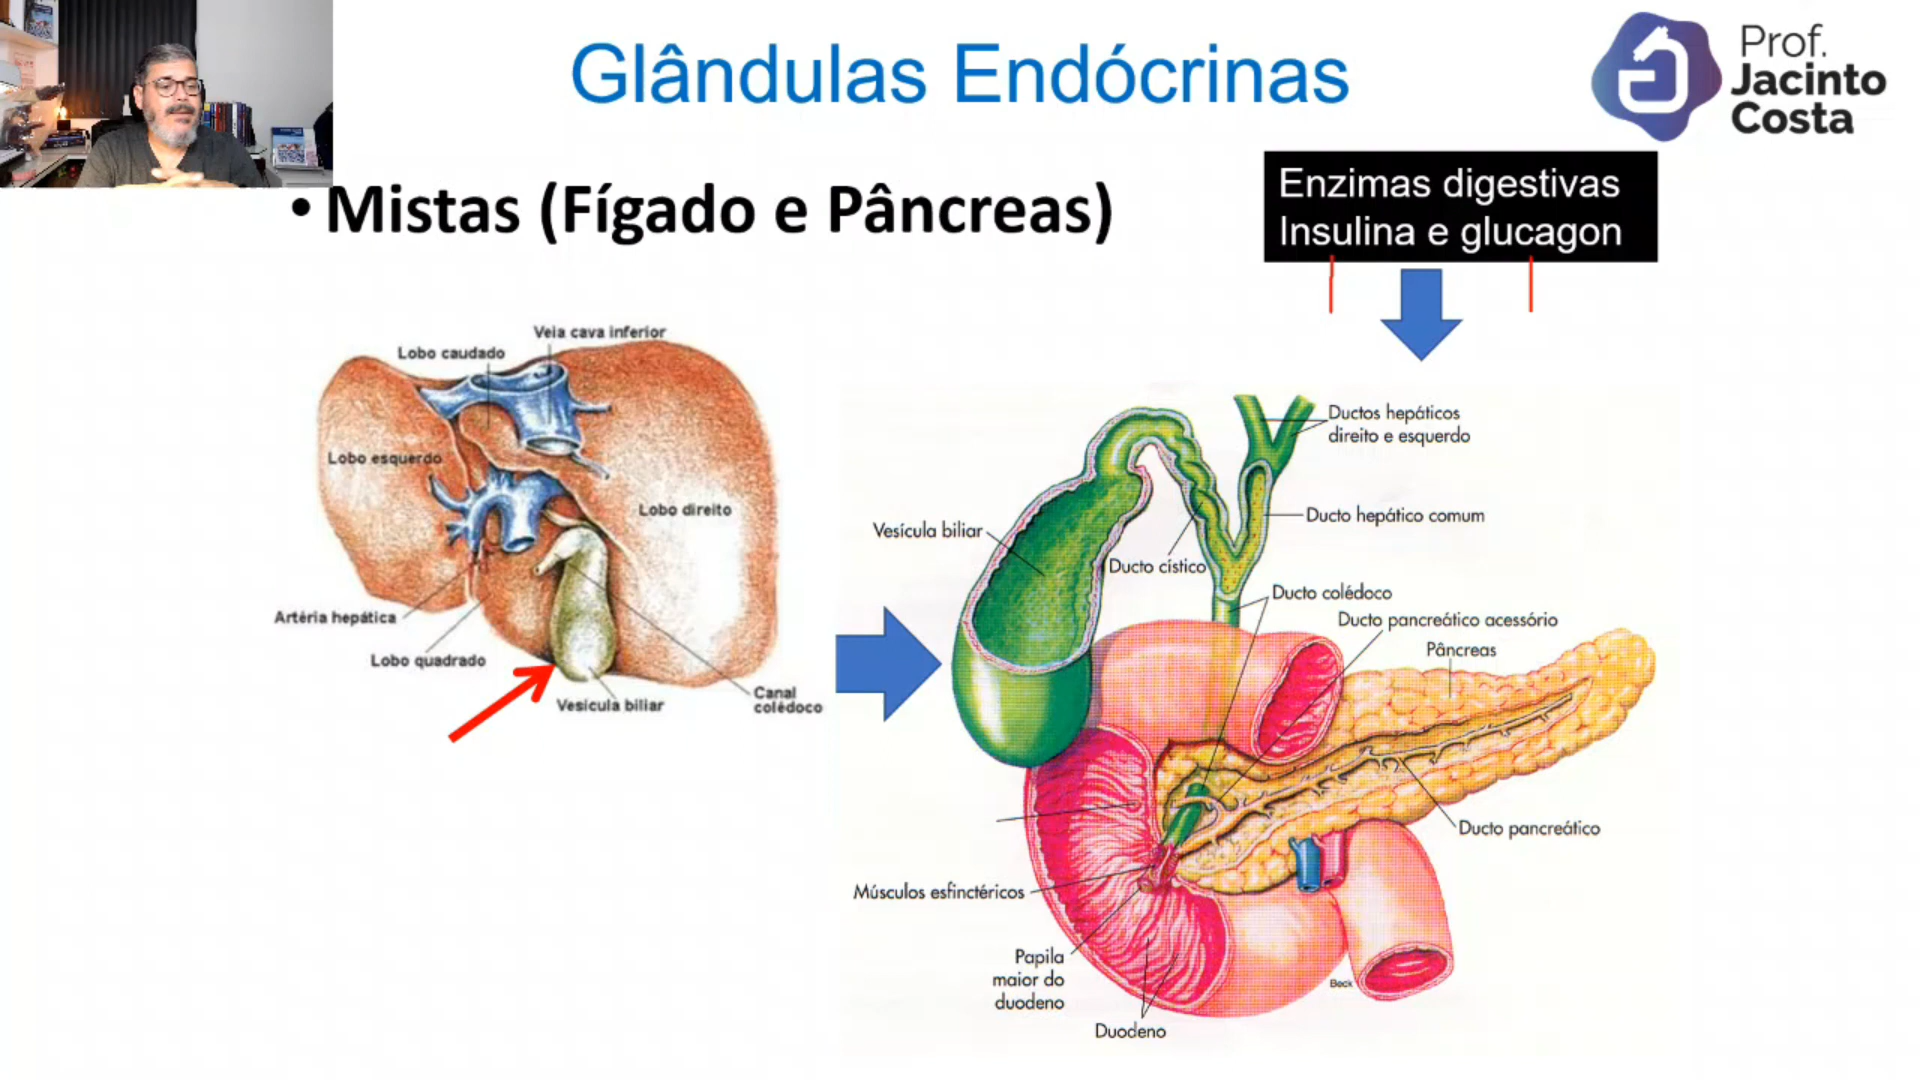 Glândulas Endócrinas
Prof.
Jacinto
Costa
• Mistas (Fígado e Pâncreas)
Enzimas digestivas
Insulina e glucagon
Veia cava inferior
Lobo caudado
Lobo esquerdo
Lobo direito
Artéria hepática
Lobo quadrado
Vesícula biliar
Canal
colédoco
Ductos hepáticos
direito e esquerdo
Vesícula biliar
Ducto hepático comum
Ducto cístico
Ducto colédoco
Ducto pancreático acessório
Pâncreas
Ducto pancreático
Músculos esfinctéricos
Papila
maior do
duodeno
Beck
Duodeno